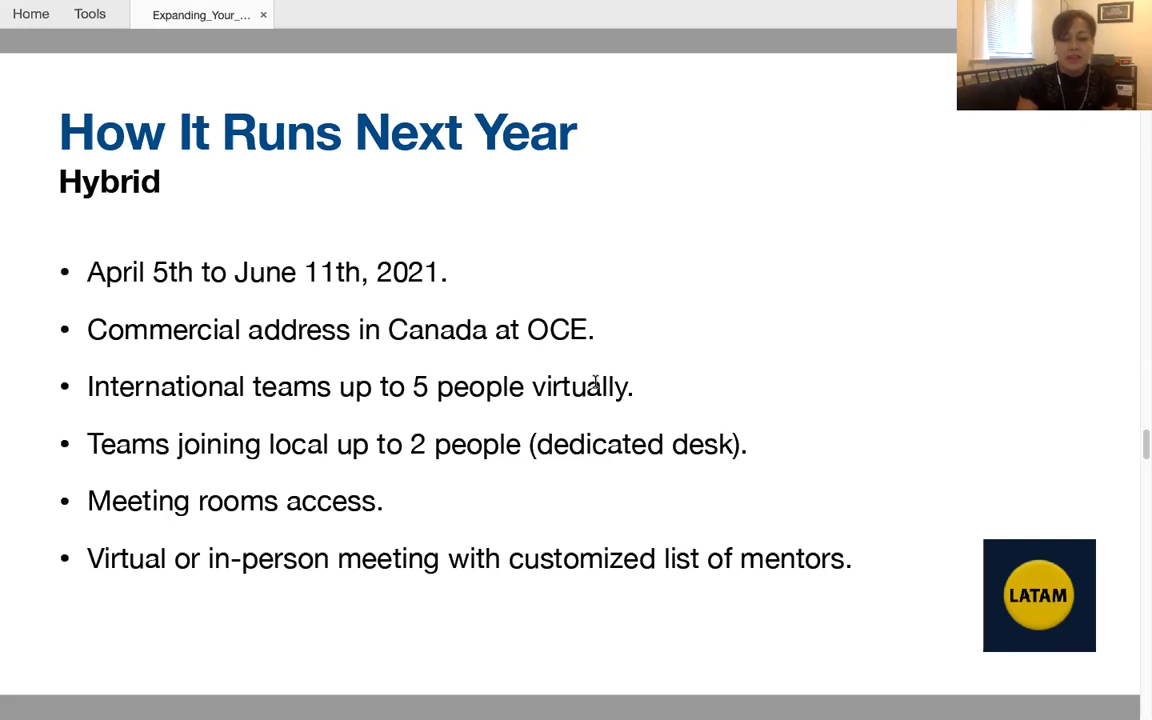 Home Tools Expanding_Your_... ×
How It Runs Next Year
Hybrid
• April 5th to June 11th, 2021.
• Commercial address in Canada at OCE.
• International teams up to 5 people virtually.
• Teams joining local up to 2 people (dedicated desk).
• Meeting rooms access.
• Virtual or in-person meeting with customized list of mentors.
LATAM